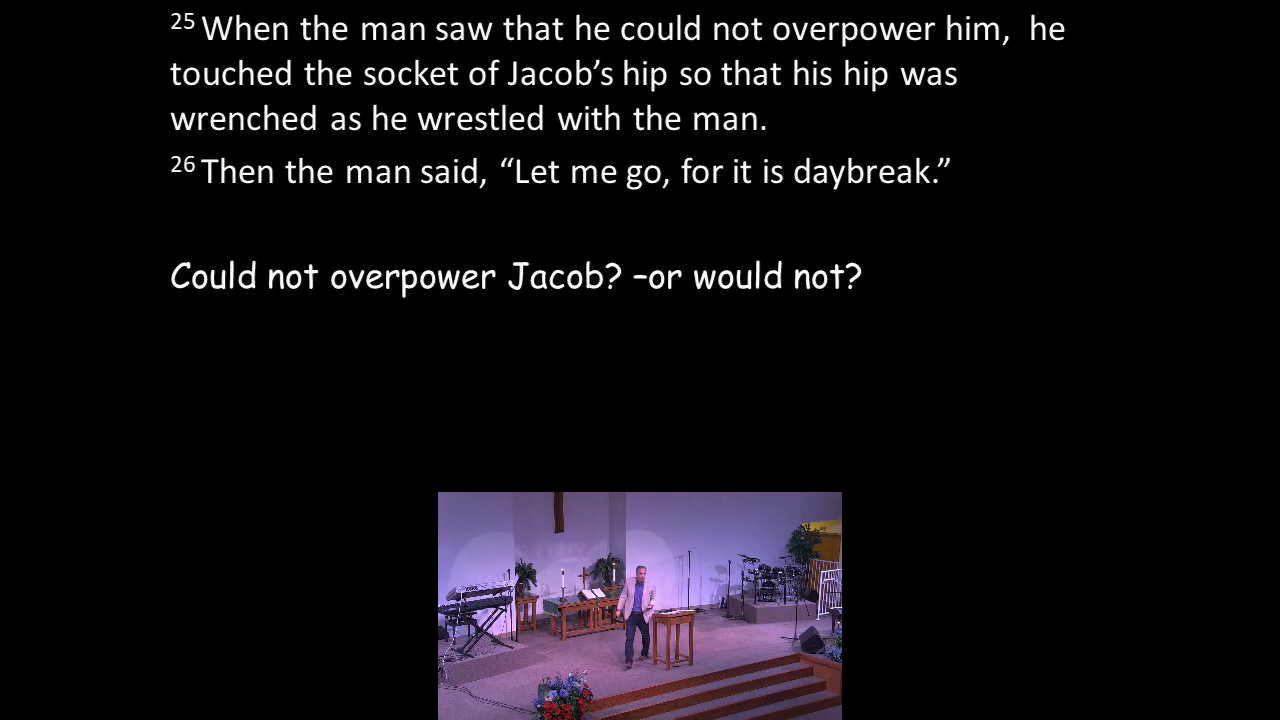 25 When the man saw that he could not overpower him,  he
touched the socket of Jacob’s hip so that his hip was
wrenched as he wrestled with the man.
26 Then the man said, “Let me go, for it is daybreak.”
Could not overpower Jacob? –or would not?